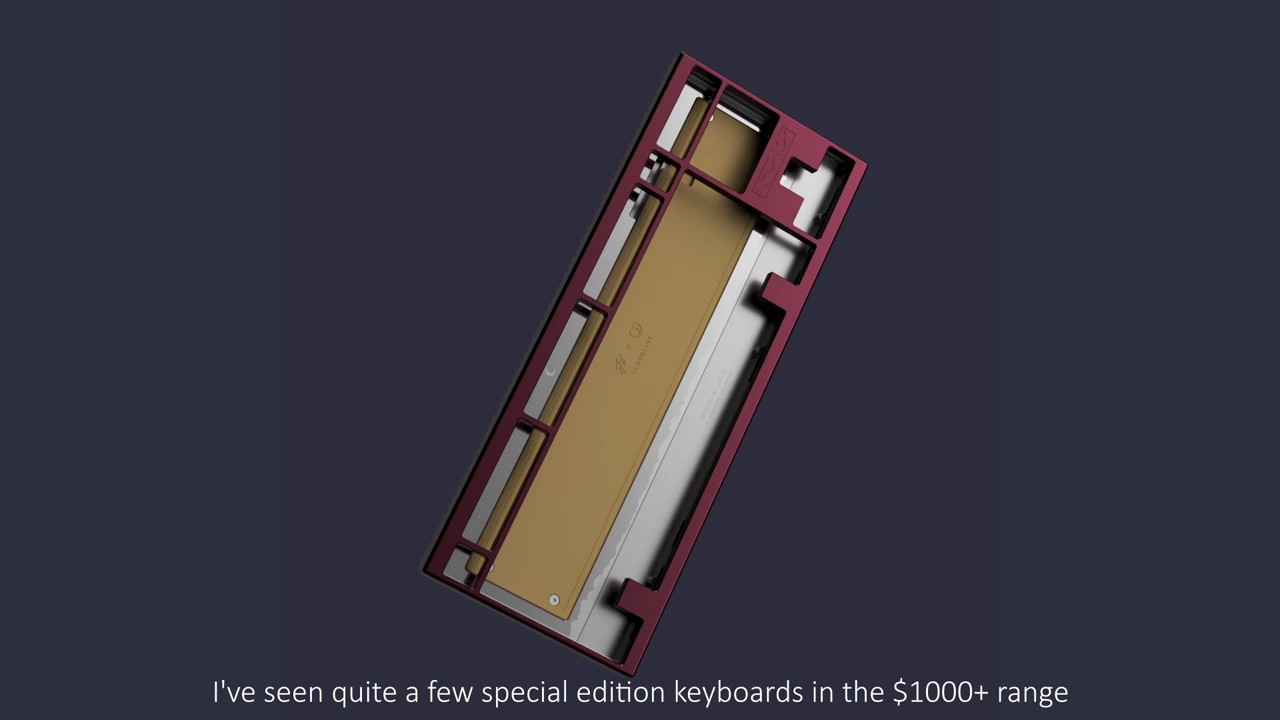 I've seen quite a few special edition keyboards in the $1000+ range